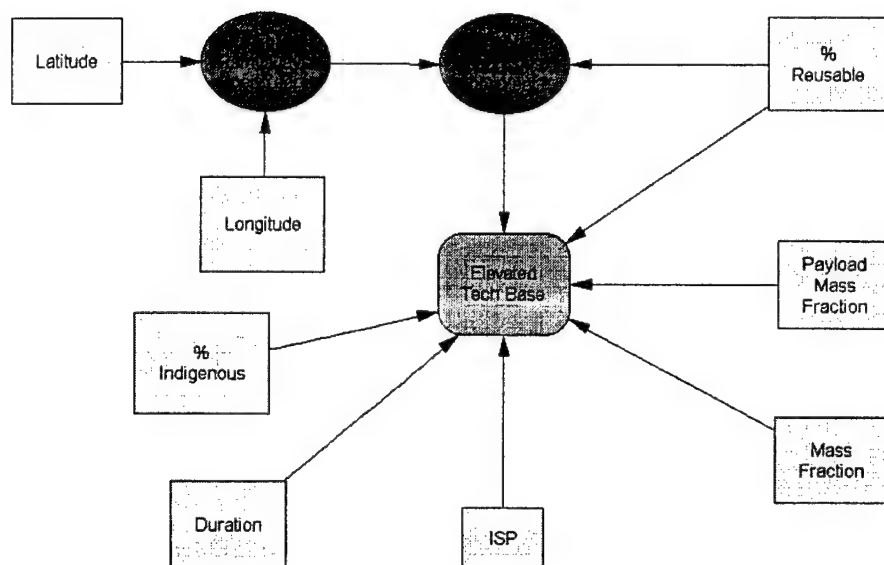 Latitude
%
Reusable
Longitude
Elevated
Tech Base
Payload
Mass
Fraction
%
Indigenous
Mass
Fraction
Duration
ISP